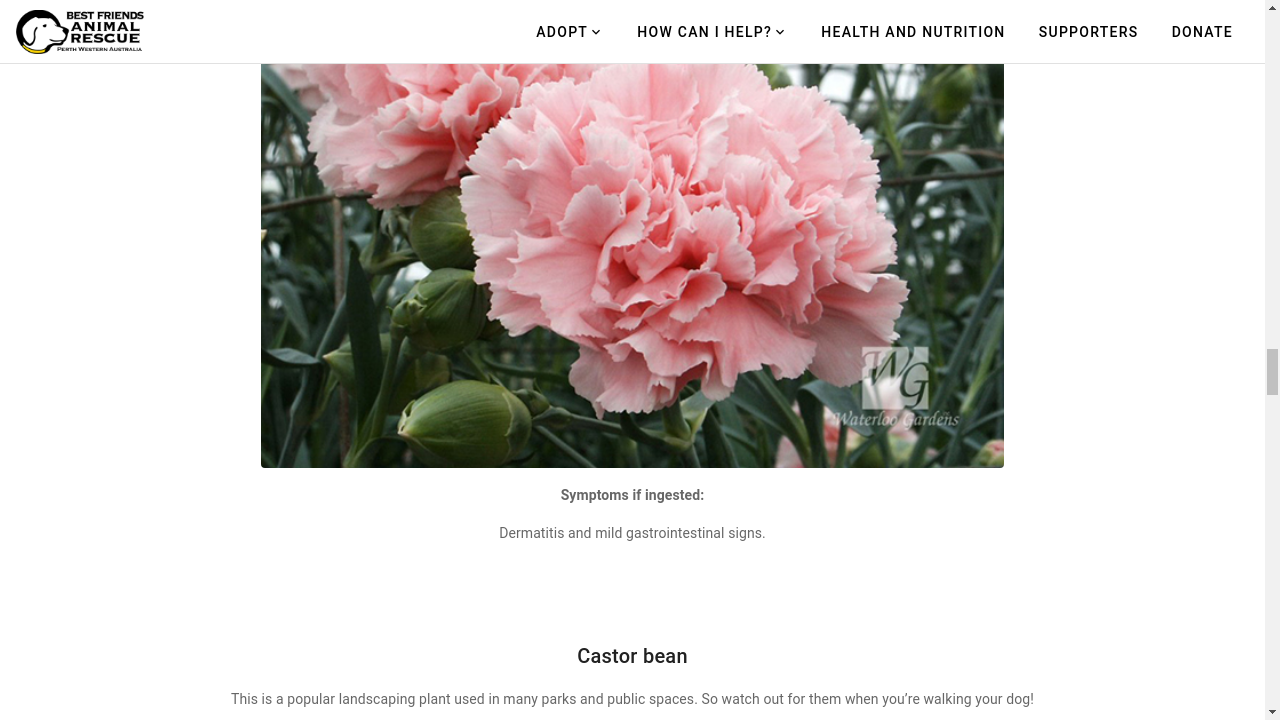 BEST FRIENDS
ANIMAL
RESCUE
PERTH WESTERN AUSTRALIA
ADOPT
HOW CAN I HELP?
HEALTH AND NUTRITION
SUPPORTERS
DONATE
WG
Waterloo Gardens
Symptoms if ingested:
Dermatitis and mild gastrointestinal signs.
Castor bean
This is a popular landscaping plant used in many parks and public spaces. So watch out for them when you’re walking your dog!